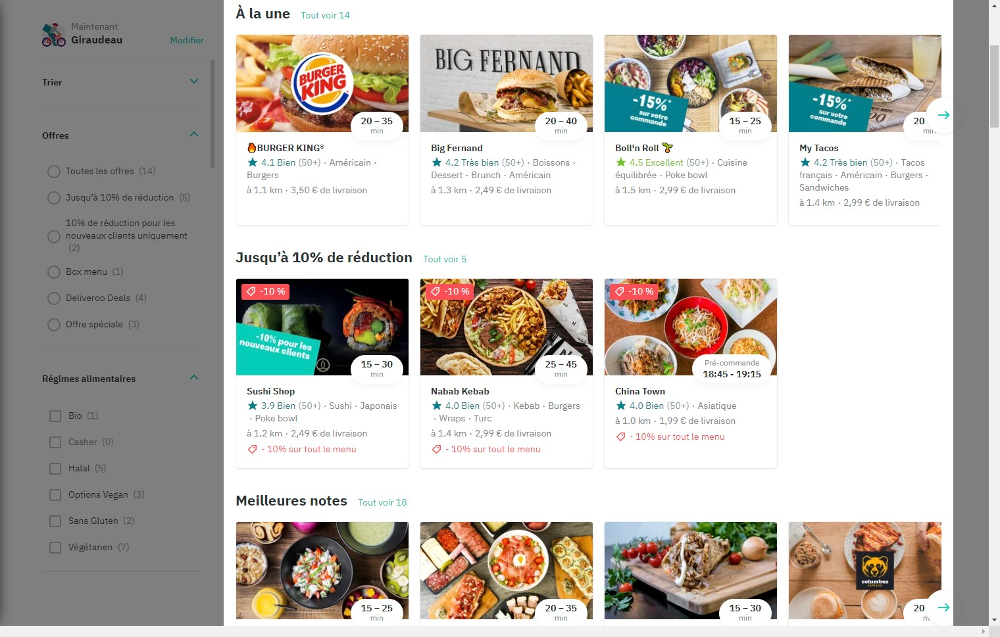 Maintenant
Giraudeau
Modifier
Trier
Offres
Toutes les offres (14)
Jusqu'à 10% de réduction (5)
10% de réduction pour les
nouveaux clients uniquement
(2)
Box menu (1)
Deliveroo Deals (4)
Offre spéciale (3)
Régimes alimentaires
Bio (1)
Casher (0)
Halal (5)
Options Vegan (3)
Sans Gluten (2)
Végétarien (7)
À la une Tout voir 14
BURGER
KING
20 – 35
min
BURGER KING®
4.1 Bien (50+) · Américain ·
Burgers
à 1.1 km · 3,50 € de livraison
BIG FERNAND
20 – 40
min
Big Fernand
4.2 Très bien (50+) · Boissons ·
Dessert · Brunch · Américain
à 1.3 km · 2,49 € de livraison
-15%*
sur votre
commande
15 – 25
min
Boll'n Roll
4.5 Excellent (50+) · Cuisine
équilibrée · Poke bowl
à 1.5 km · 2,99 € de livraison
-15%*
sur votre
commande
20
min
My Tacos
4.2 Très bien (50+) · Tacos
français · Américain · Burgers ·
Sandwiches
à 1.4 km · 2,99 € de livraison
Jusqu’à 10% de réduction Tout voir 5
-10 %
-10% pour les
nouveaux clients
15 – 30
min
Sushi Shop
3.9 Bien (50+) · Sushi · Japonais
· Poke bowl
à 1.2 km · 2,49 € de livraison
- 10% sur tout le menu
-10 %
25 – 45
min
Nabab Kebab
4.0 Bien (50+) · Kebab · Burgers
· Wraps · Turc
à 1.4 km · 2,99 € de livraison
- 10% sur tout le menu
-10 %
Pré-commande
18:45 - 19:15
China Town
4.0 Bien (50+) · Asiatique
à 1.0 km · 1,99 € de livraison
- 10% sur tout le menu
Meilleures notes Tout voir 18
15 – 25
min
20 – 35
min
15 – 30
min
columbus
CAFÉ & CO
20